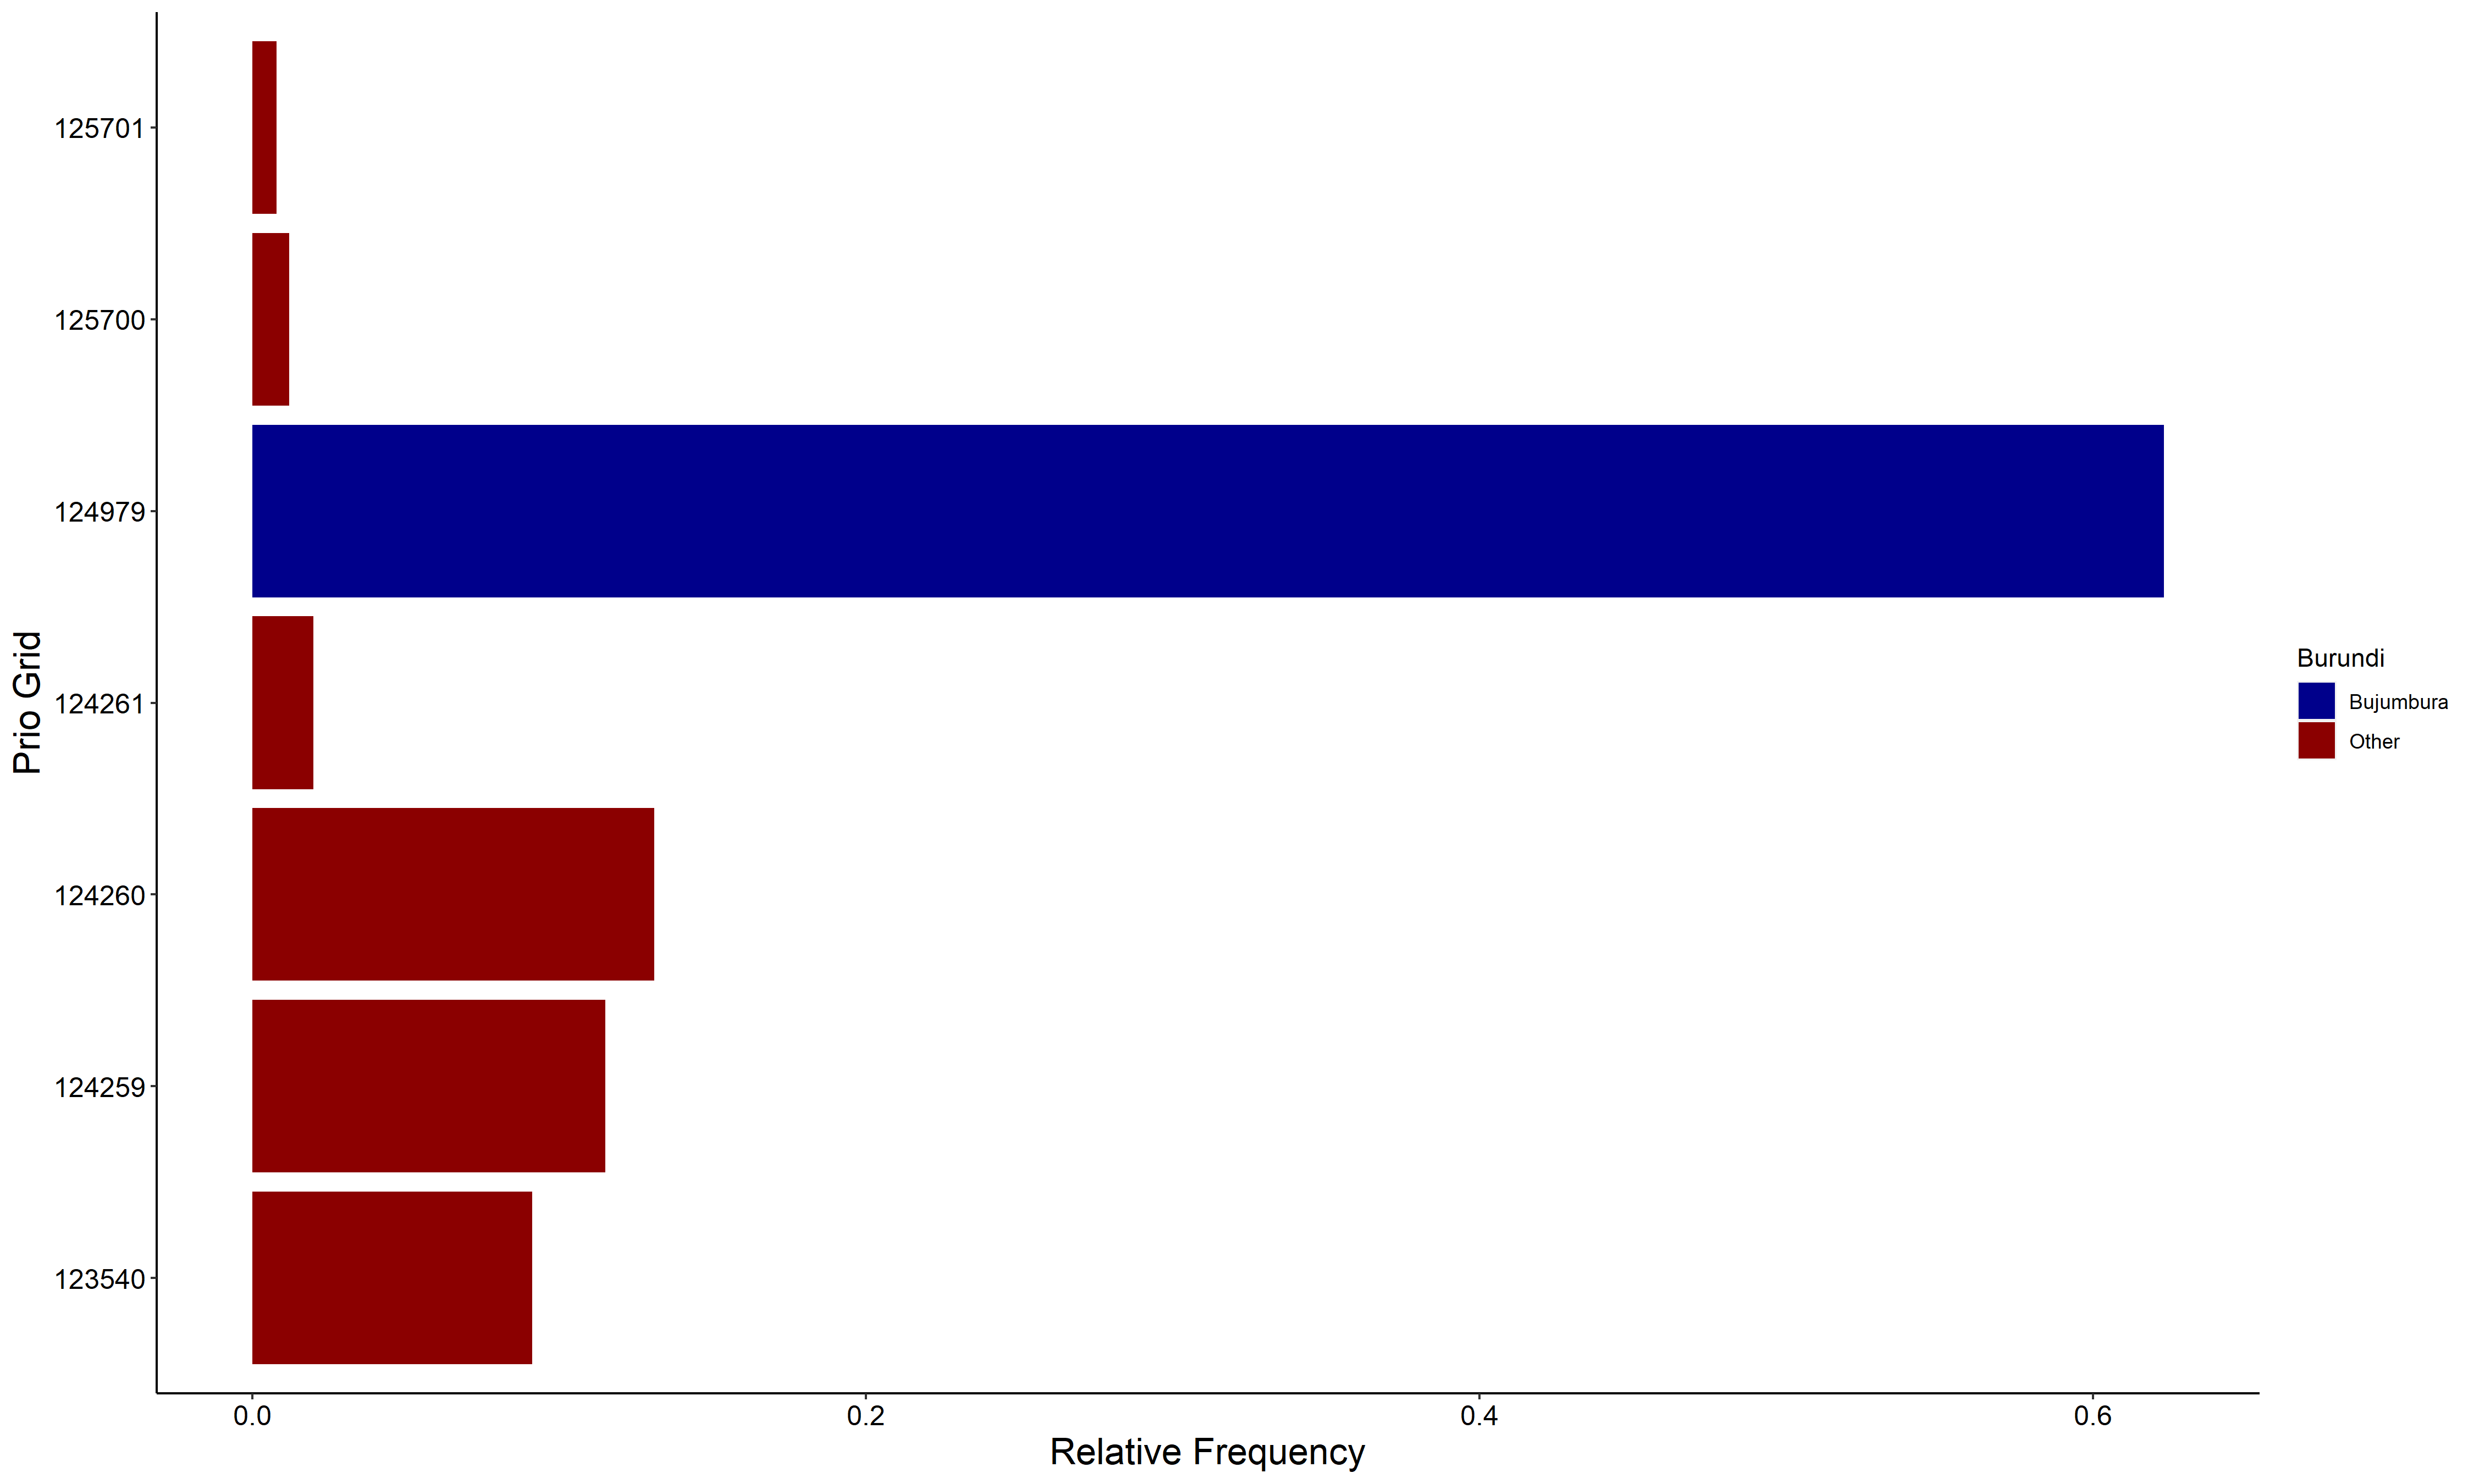 125701
125700
124979
124261
124260
124259
123540
Prio Grid
0.0 0.2 0.4 0.6
Relative Frequency
Burundi
Bujumbura
Other